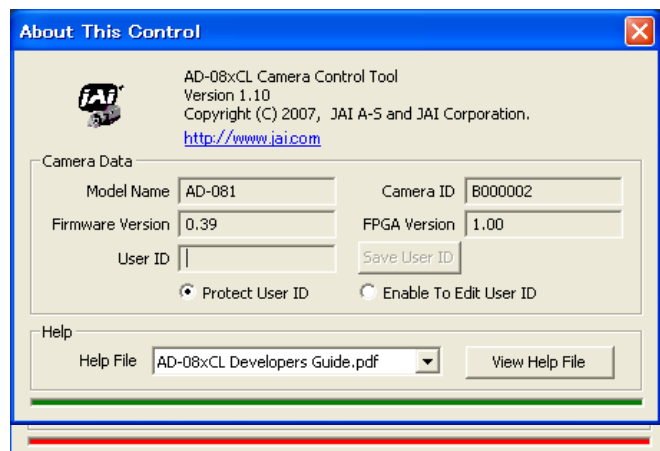 About This Control
JAI
AD-08xCL Camera Control Tool
Version 1.10
Copyright (C) 2007, JAI A-S and JAI Corporation.
http://www.jai.com
Camera Data
Model Name AD-081 Camera ID B000002
Firmware Version 0.39 FPGA Version 1.00
User ID Save User ID
Protect User ID Enable To Edit User ID
Help
Help File AD-08xCL Developers Guide.pdf View Help File